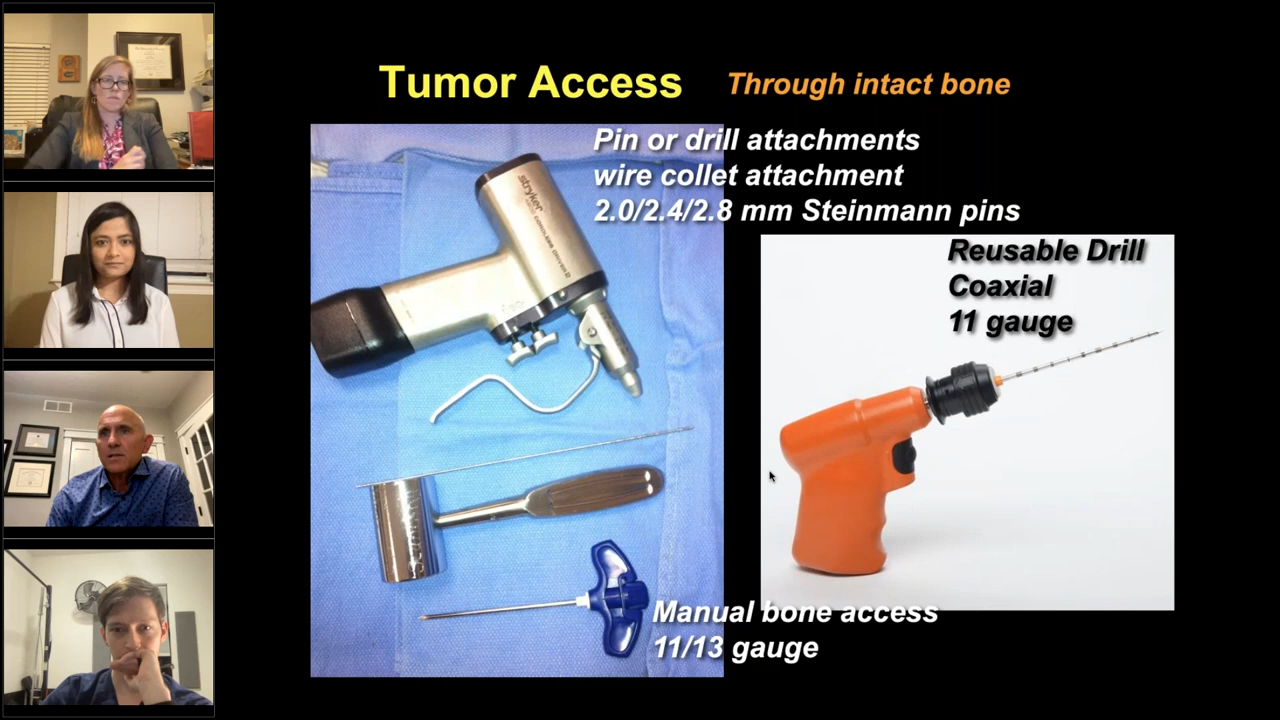 Tumor Access
Through intact bone
Pin or drill attachments
wire collet attachment
2.0/2.4/2.8 mm Steinmann pins
stryker
Reusable Drill
Coaxial
11 gauge
Manual bone access
11/13 gauge